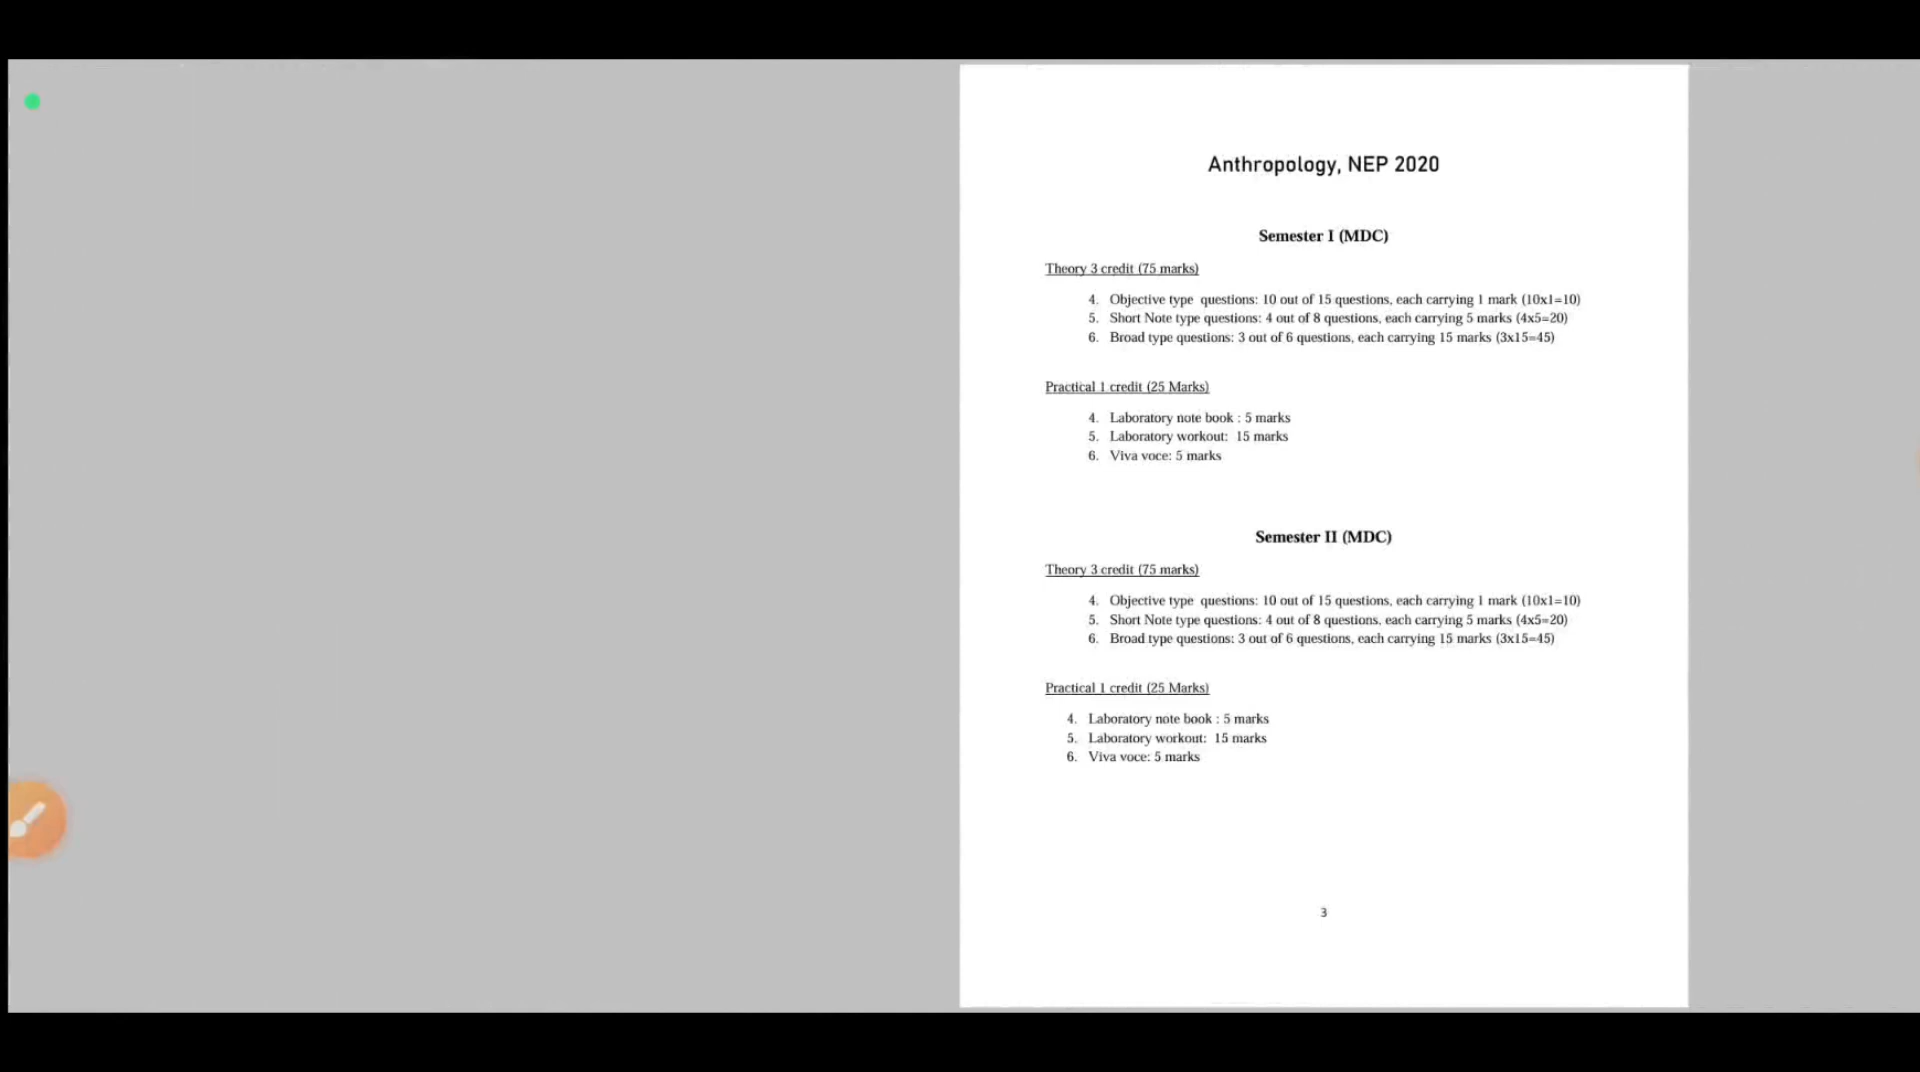 Anthropology, NEP 2020
Semester I (MDC)
Theory 3 credit (75 marks)
4. Objective type questions: 10 out of 15 questions, each carrying 1 mark (10x1=10)
5. Short Note type questions: 4 out of 8 questions, each carrying 5 marks (4x5=20)
6. Broad type questions: 3 out of 6 questions, each carrying 15 marks (3x15=45)
Practical 1 credit (25 Marks)
4. Laboratory note book : 5 marks
5. Laboratory workout: 15 marks
6. Viva voce: 5 marks
Semester II (MDC)
Theory 3 credit (75 marks)
4. Objective type questions: 10 out of 15 questions, each carrying 1 mark (10x1=10)
5. Short Note type questions: 4 out of 8 questions, each carrying 5 marks (4x5=20)
6. Broad type questions: 3 out of 6 questions, each carrying 15 marks (3x15=45)
Practical 1 credit (25 Marks)
4. Laboratory note book : 5 marks
5. Laboratory workout: 15 marks
6. Viva voce: 5 marks
3